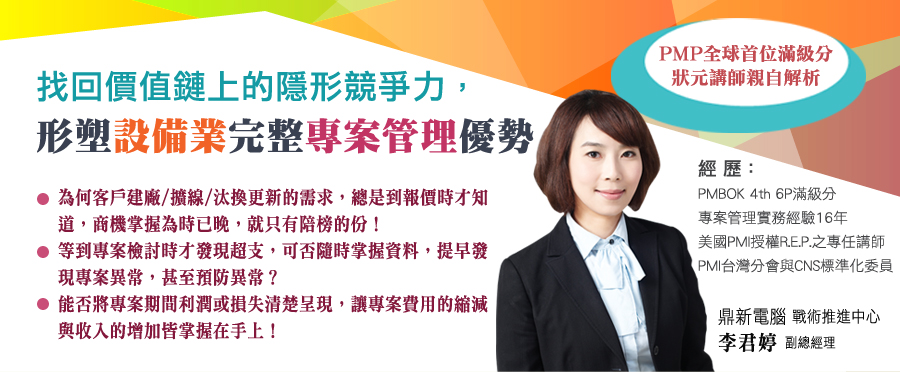 找回價值鏈上的隱形競爭力，
形塑設備業完整專案管理優勢
為何客戶建廠/擴線/汰換更新的需求，總是到報價時才知
道，商機掌握為時已晚，就只有陪榜的份！
等到專案檢討時才發現超支，可否隨時掌握資料，提早發
現專案異常，甚至預防異常？
能否將專案期間利潤或損失清楚呈現，讓專案費用的縮減
與收入的增加皆掌握在手上！
PMP全球首位滿級分
狀元講師親自解析
經 歷：
PMBOK 4th 6P滿級分
專案管理實務經驗16年
美國PMI授權R.E.P.之專任講師
PMI台灣分會與CNS標準化委員
鼎新電腦 戰術推進中心
李君婷 副總經理